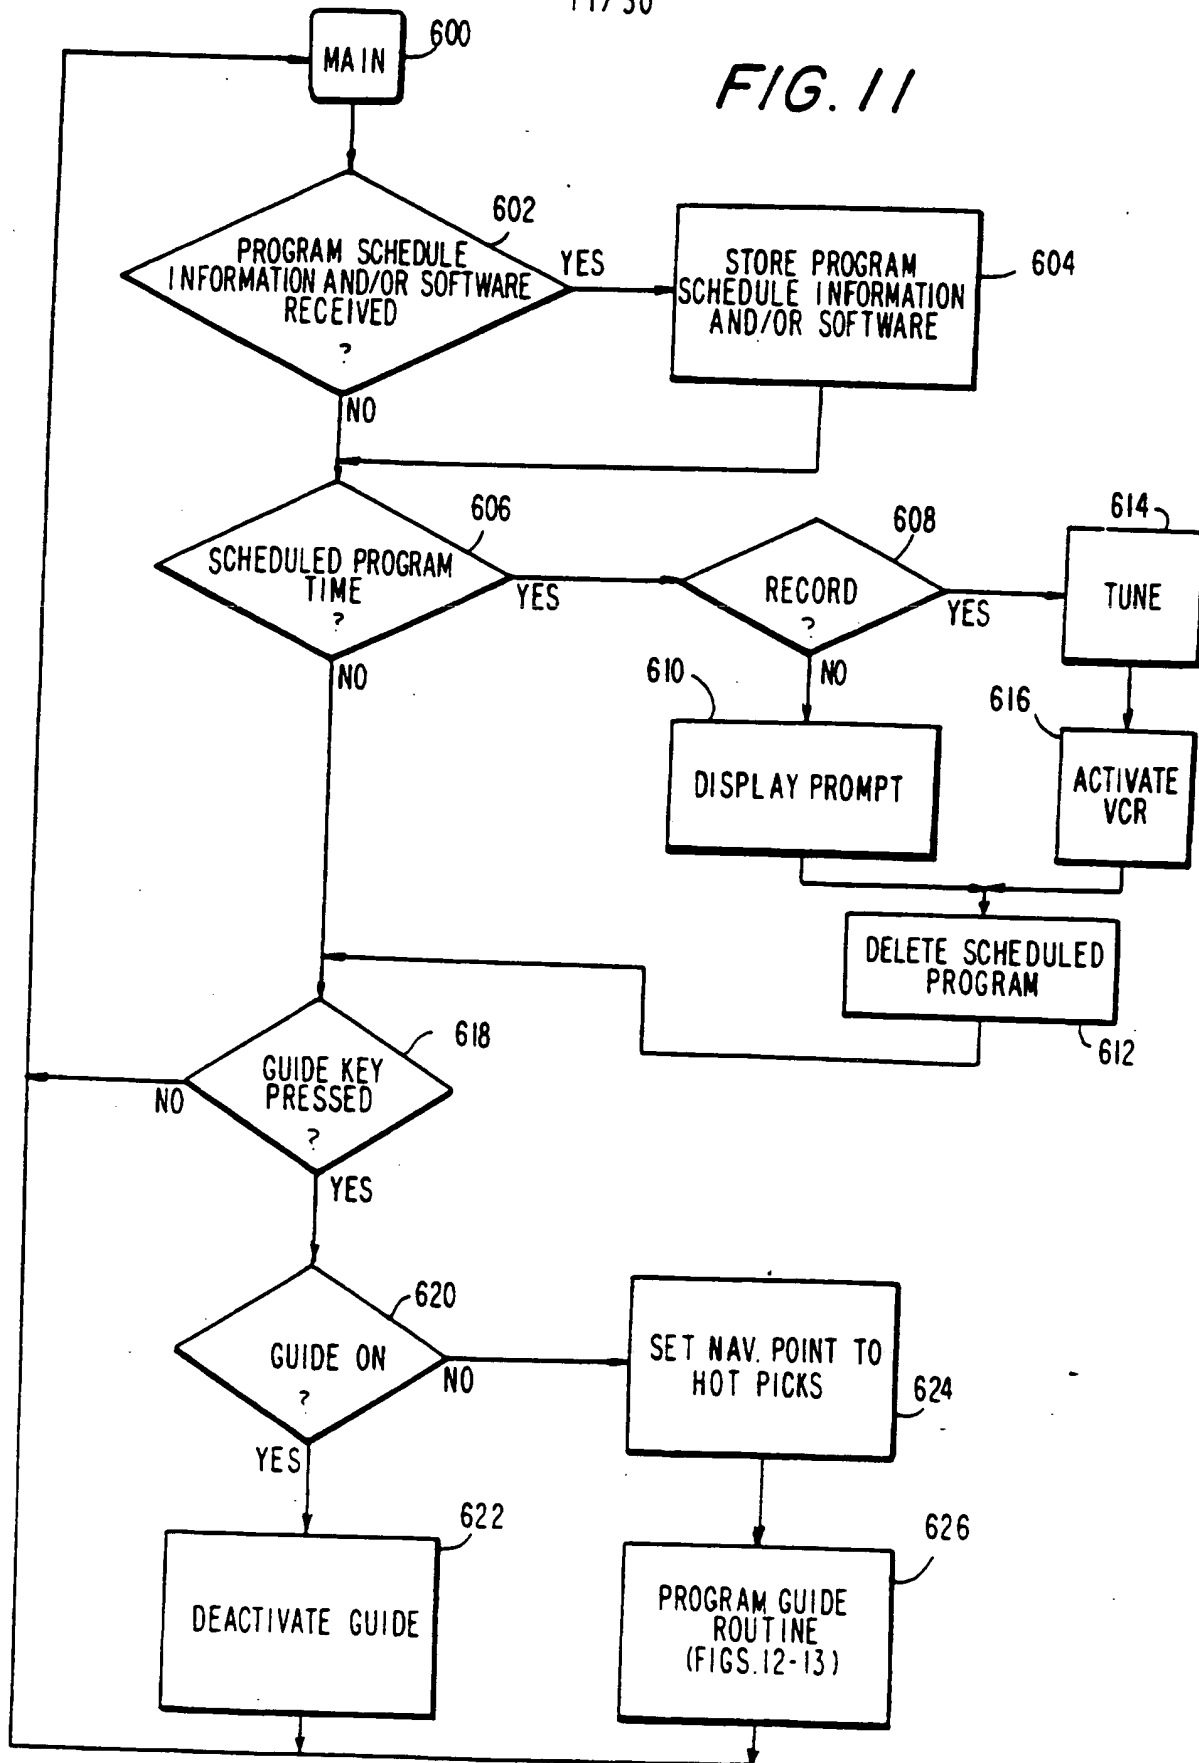 MAIN
600
FIG. 11
602
PROGRAM SCHEDULE
INFORMATION AND/OR SOFTWARE
RECEIVED
?
YES
STORE PROGRAM
SCHEDULE INFORMATION
AND/OR SOFTWARE
604
NO
606
SCHEDULED PROGRAM
TIME
?
YES
608
RECORD
?
YES
614
TUNE
NO
NO
610
DISPLAY PROMPT
616
ACTIVATE
VCR
DELETE SCHEDULED
PROGRAM
612
618
GUIDE KEY
PRESSED
?
NO
YES
620
GUIDE ON
?
NO
SET NAV. POINT TO
HOT PICKS
624
YES
622
DEACTIVATE GUIDE
626
PROGRAM GUIDE
ROUTINE
(FIGS.12-13)